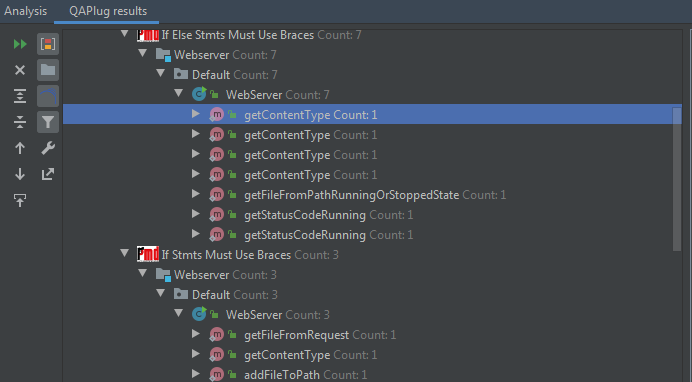 Analysis QAPlug results
If Else Stmts Must Use Braces Count: 7
Webserver Count: 7
Default Count: 7
WebServer Count: 7
getContentType Count: 1
getContentType Count: 1
getContentType Count: 1
getContentType Count: 1
getFileFromPathRunningOrStoppedState Count: 1
getStatusCodeRunning Count: 1
getStatusCodeRunning Count: 1
If Stmts Must Use Braces Count: 3
Webserver Count: 3
Default Count: 3
WebServer Count: 3
getFileFromRequest Count: 1
getContentType Count: 1
addFileToPath Count: 1